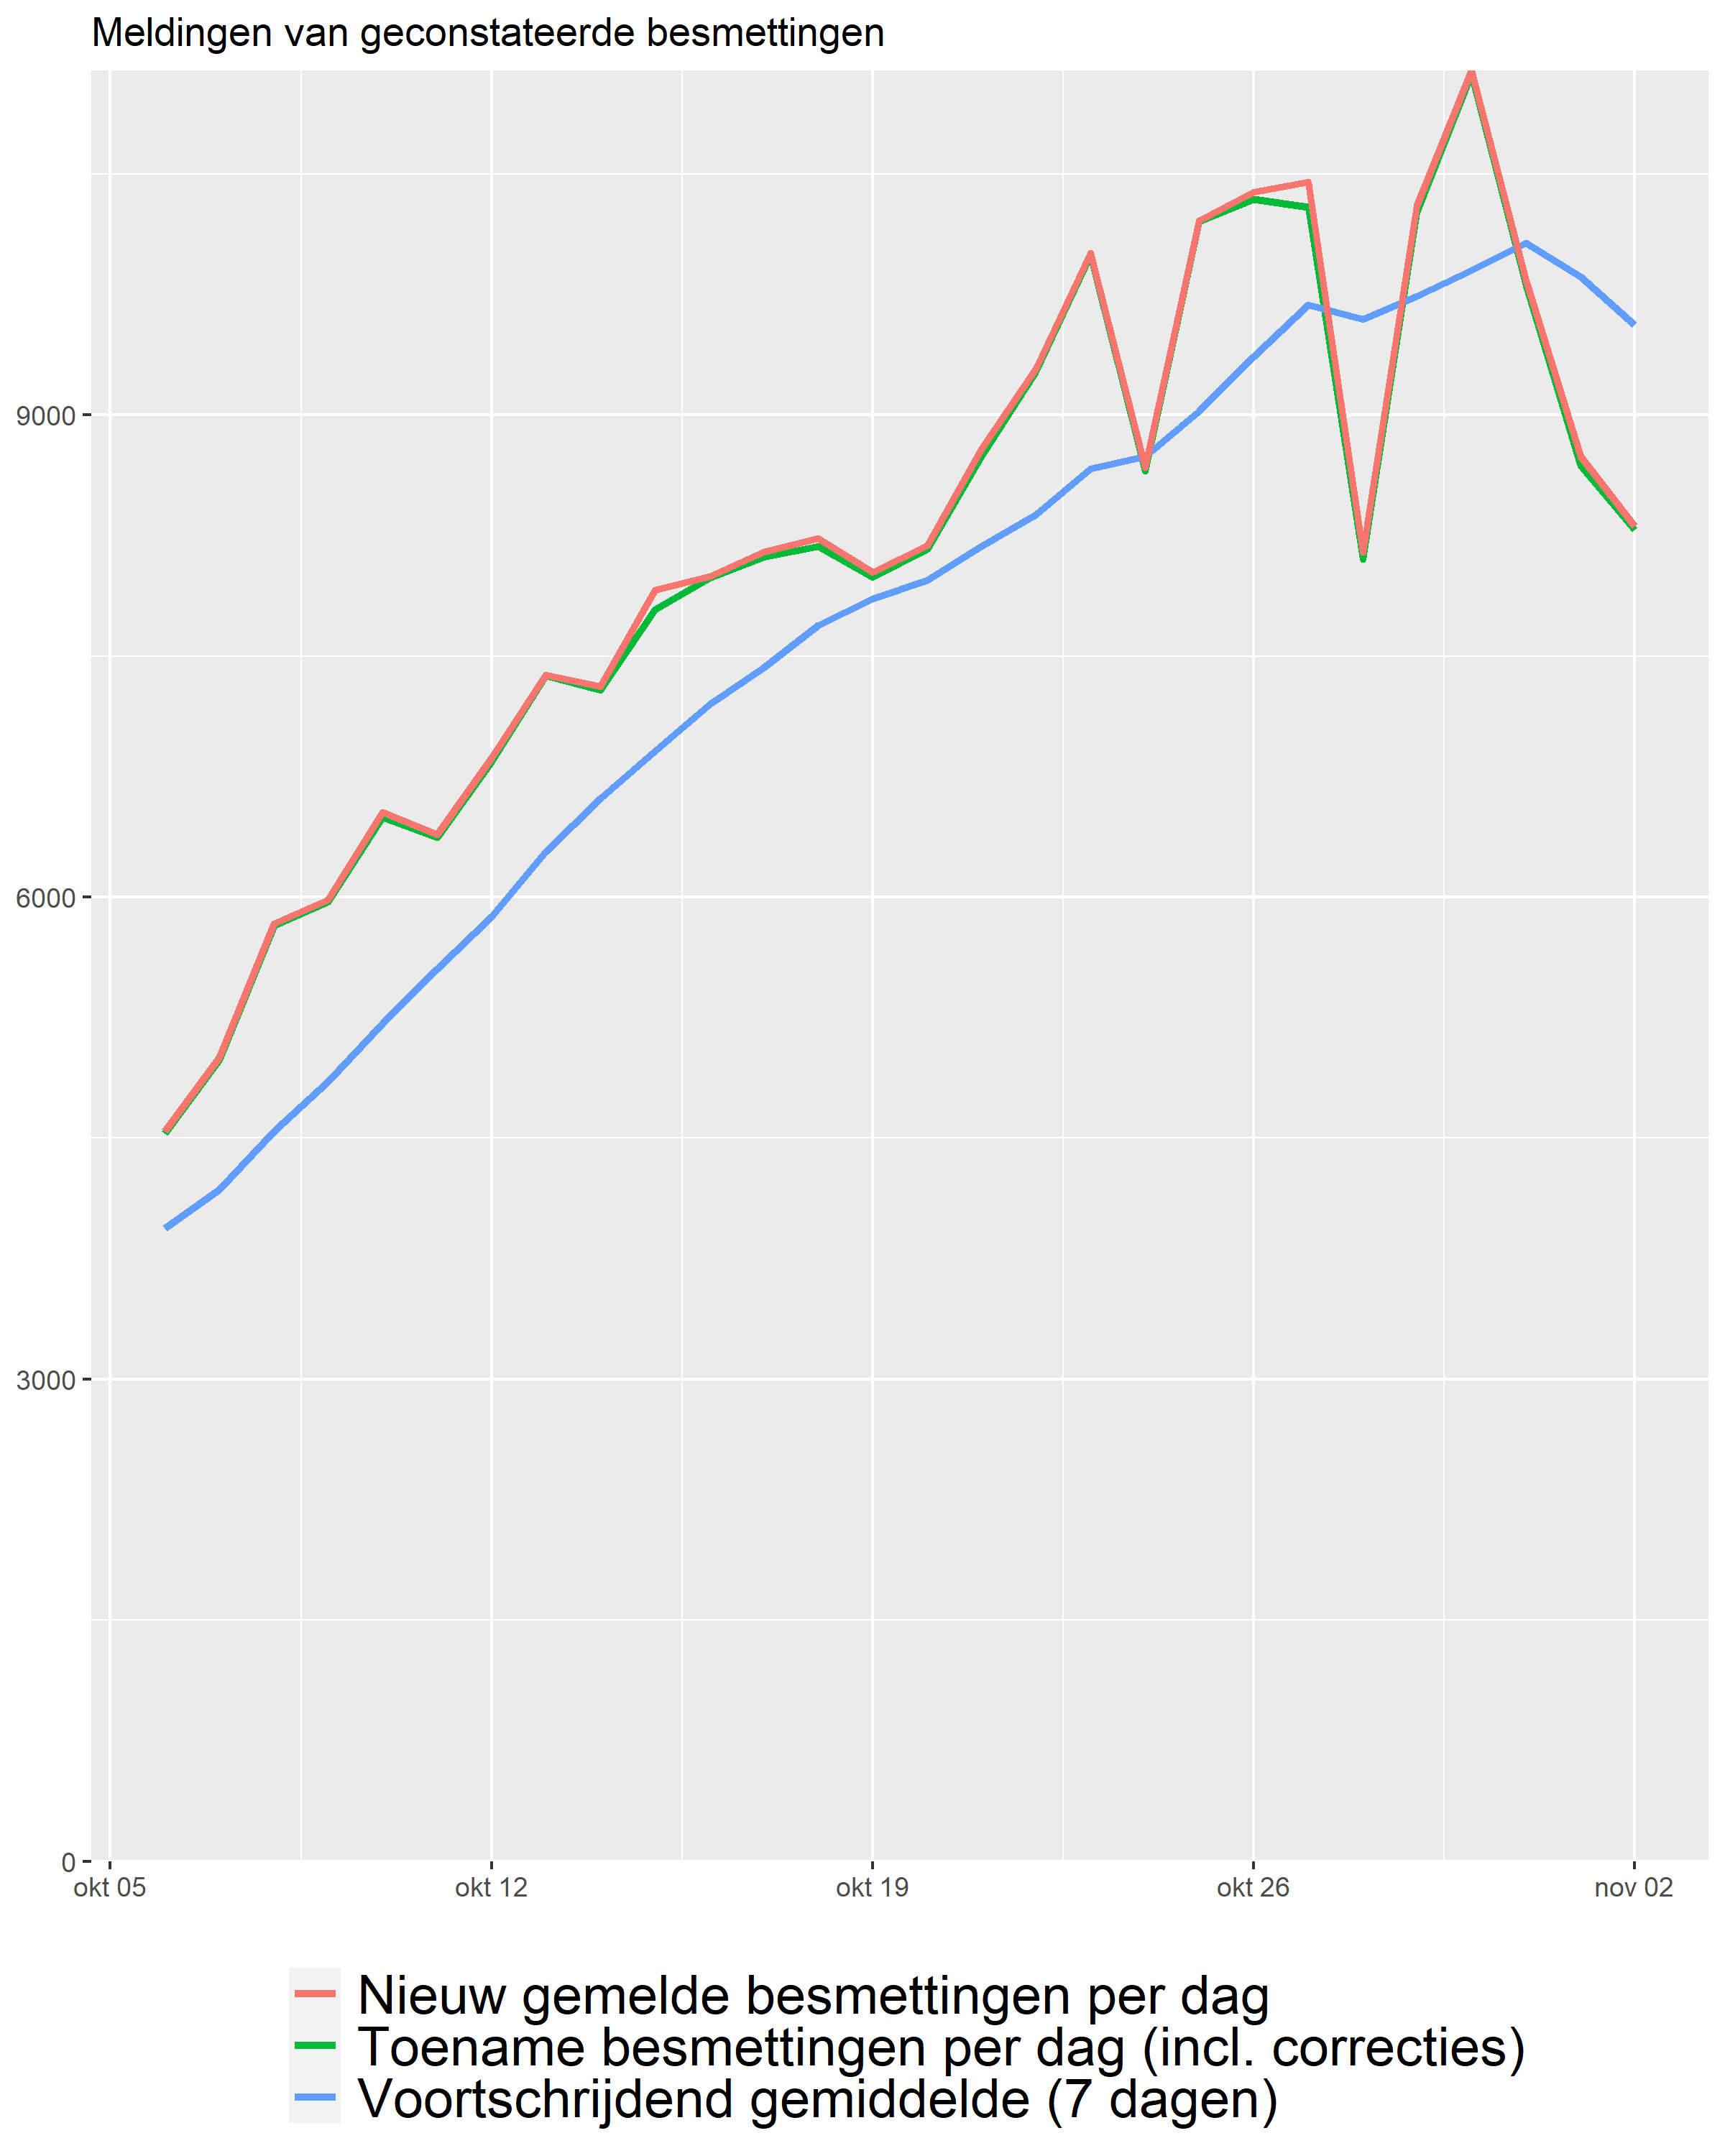 Meldingen van geconstateerde besmettingen
9000
6000
3000
0
okt 05 okt 12 okt 19 okt 26 nov 02
Nieuw gemelde besmettingen per dag
Toename besmettingen per dag (incl. correcties)
Voortschrijdend gemiddelde (7 dagen)